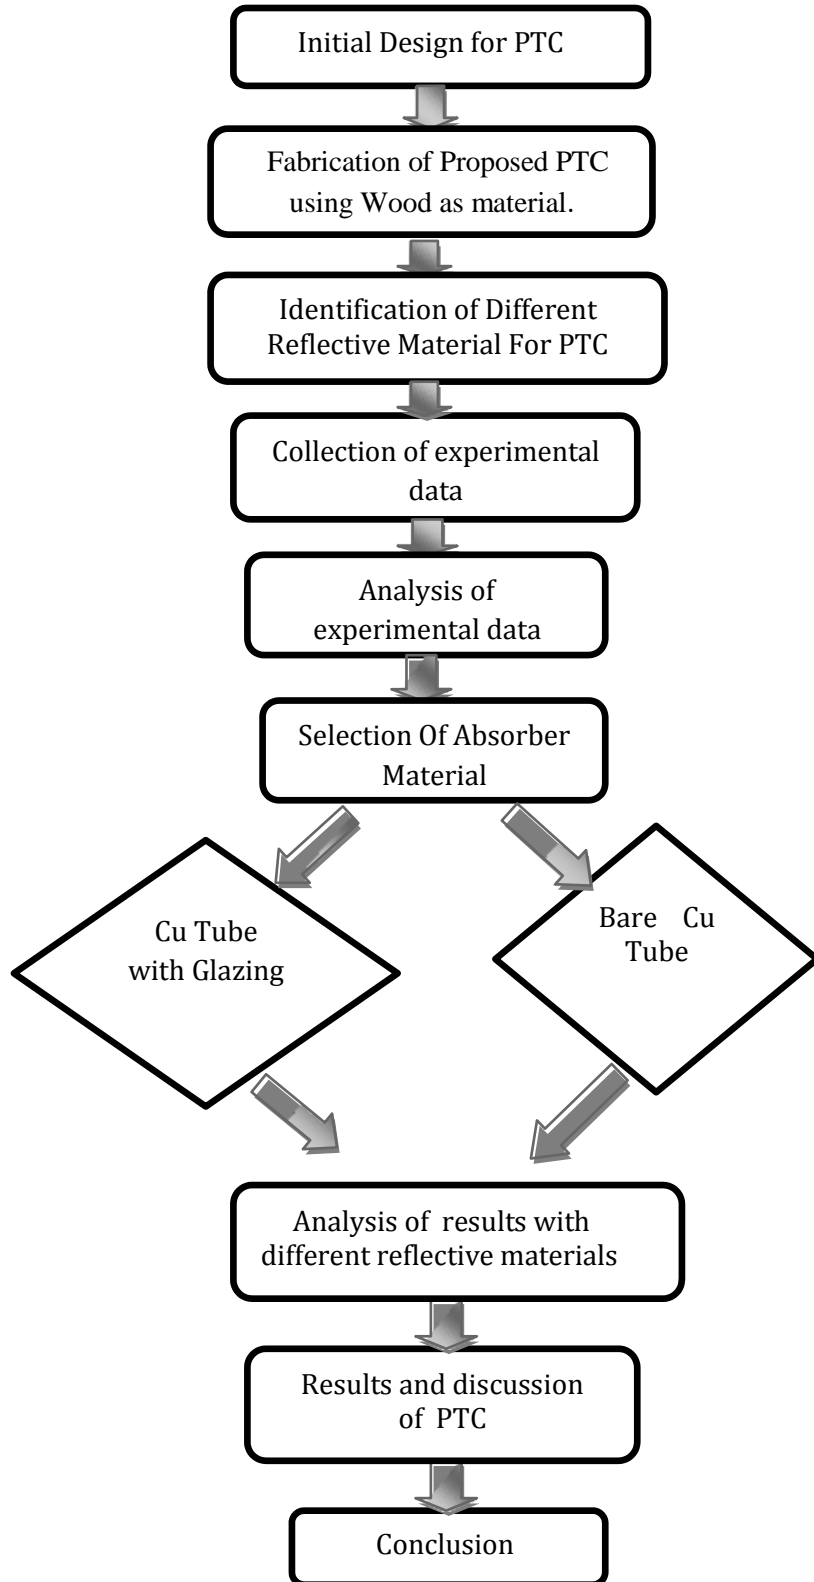 Initial Design for PTC
Fabrication of Proposed PTC
using Wood as material.
Identification of Different
Reflective Material For PTC
Collection of experimental
data
Analysis of
experimental data
Selection Of Absorber
Material
Cu Tube
with Glazing
Bare Cu
Tube
Analysis of results with
different reflective materials
Results and discussion
of PTC
Conclusion